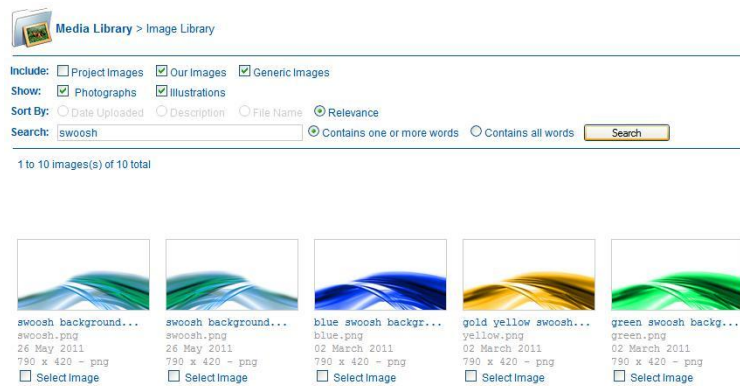 Media Library > Image Library
Include: Project Images Our Images Generic Images
Show: Photographs Illustrations
Sort By: Date Uploaded Description File Name Relevance
Search: swoosh Contains one or more words Contains all words Search
1 to 10 images(s) of 10 total
swoosh background... swoosh background... blue swoosh backgr... gold yellow swoosh... green swoosh backg...
swoosh.png swoosh.png blue.png yellow.png green.png
26 May 2011 26 May 2011 02 March 2011 02 March 2011 02 March 2011
790 x 420 - png 790 x 420 - png 790 x 420 - png 790 x 420 - png 790 x 420 - png
Select Image Select Image Select Image Select Image Select Image